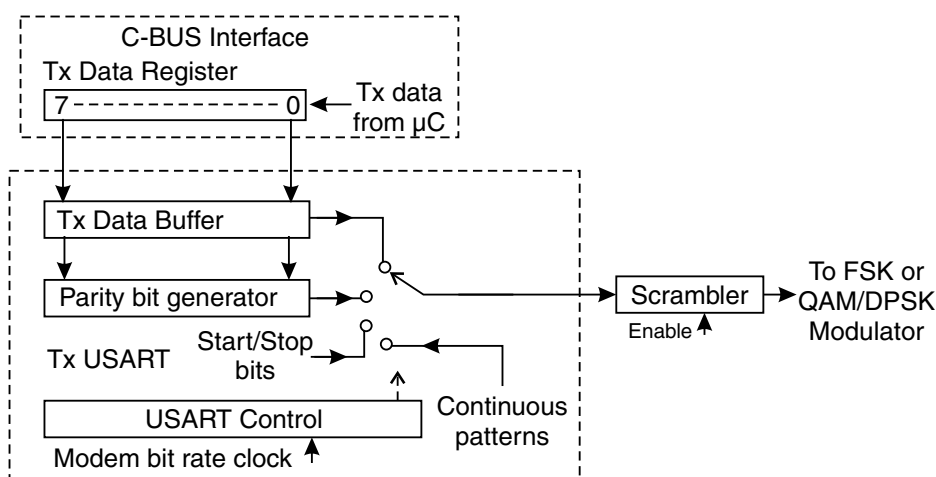 C-BUS Interface
Tx Data Register
7 ------------ 0
Tx data
from µC
Tx Data Buffer
Parity bit generator
Start/Stop
bits
Tx USART
USART Control
Modem bit rate clock
Continuous
patterns
Scrambler
Enable
To FSK or
QAM/DPSK
Modulator